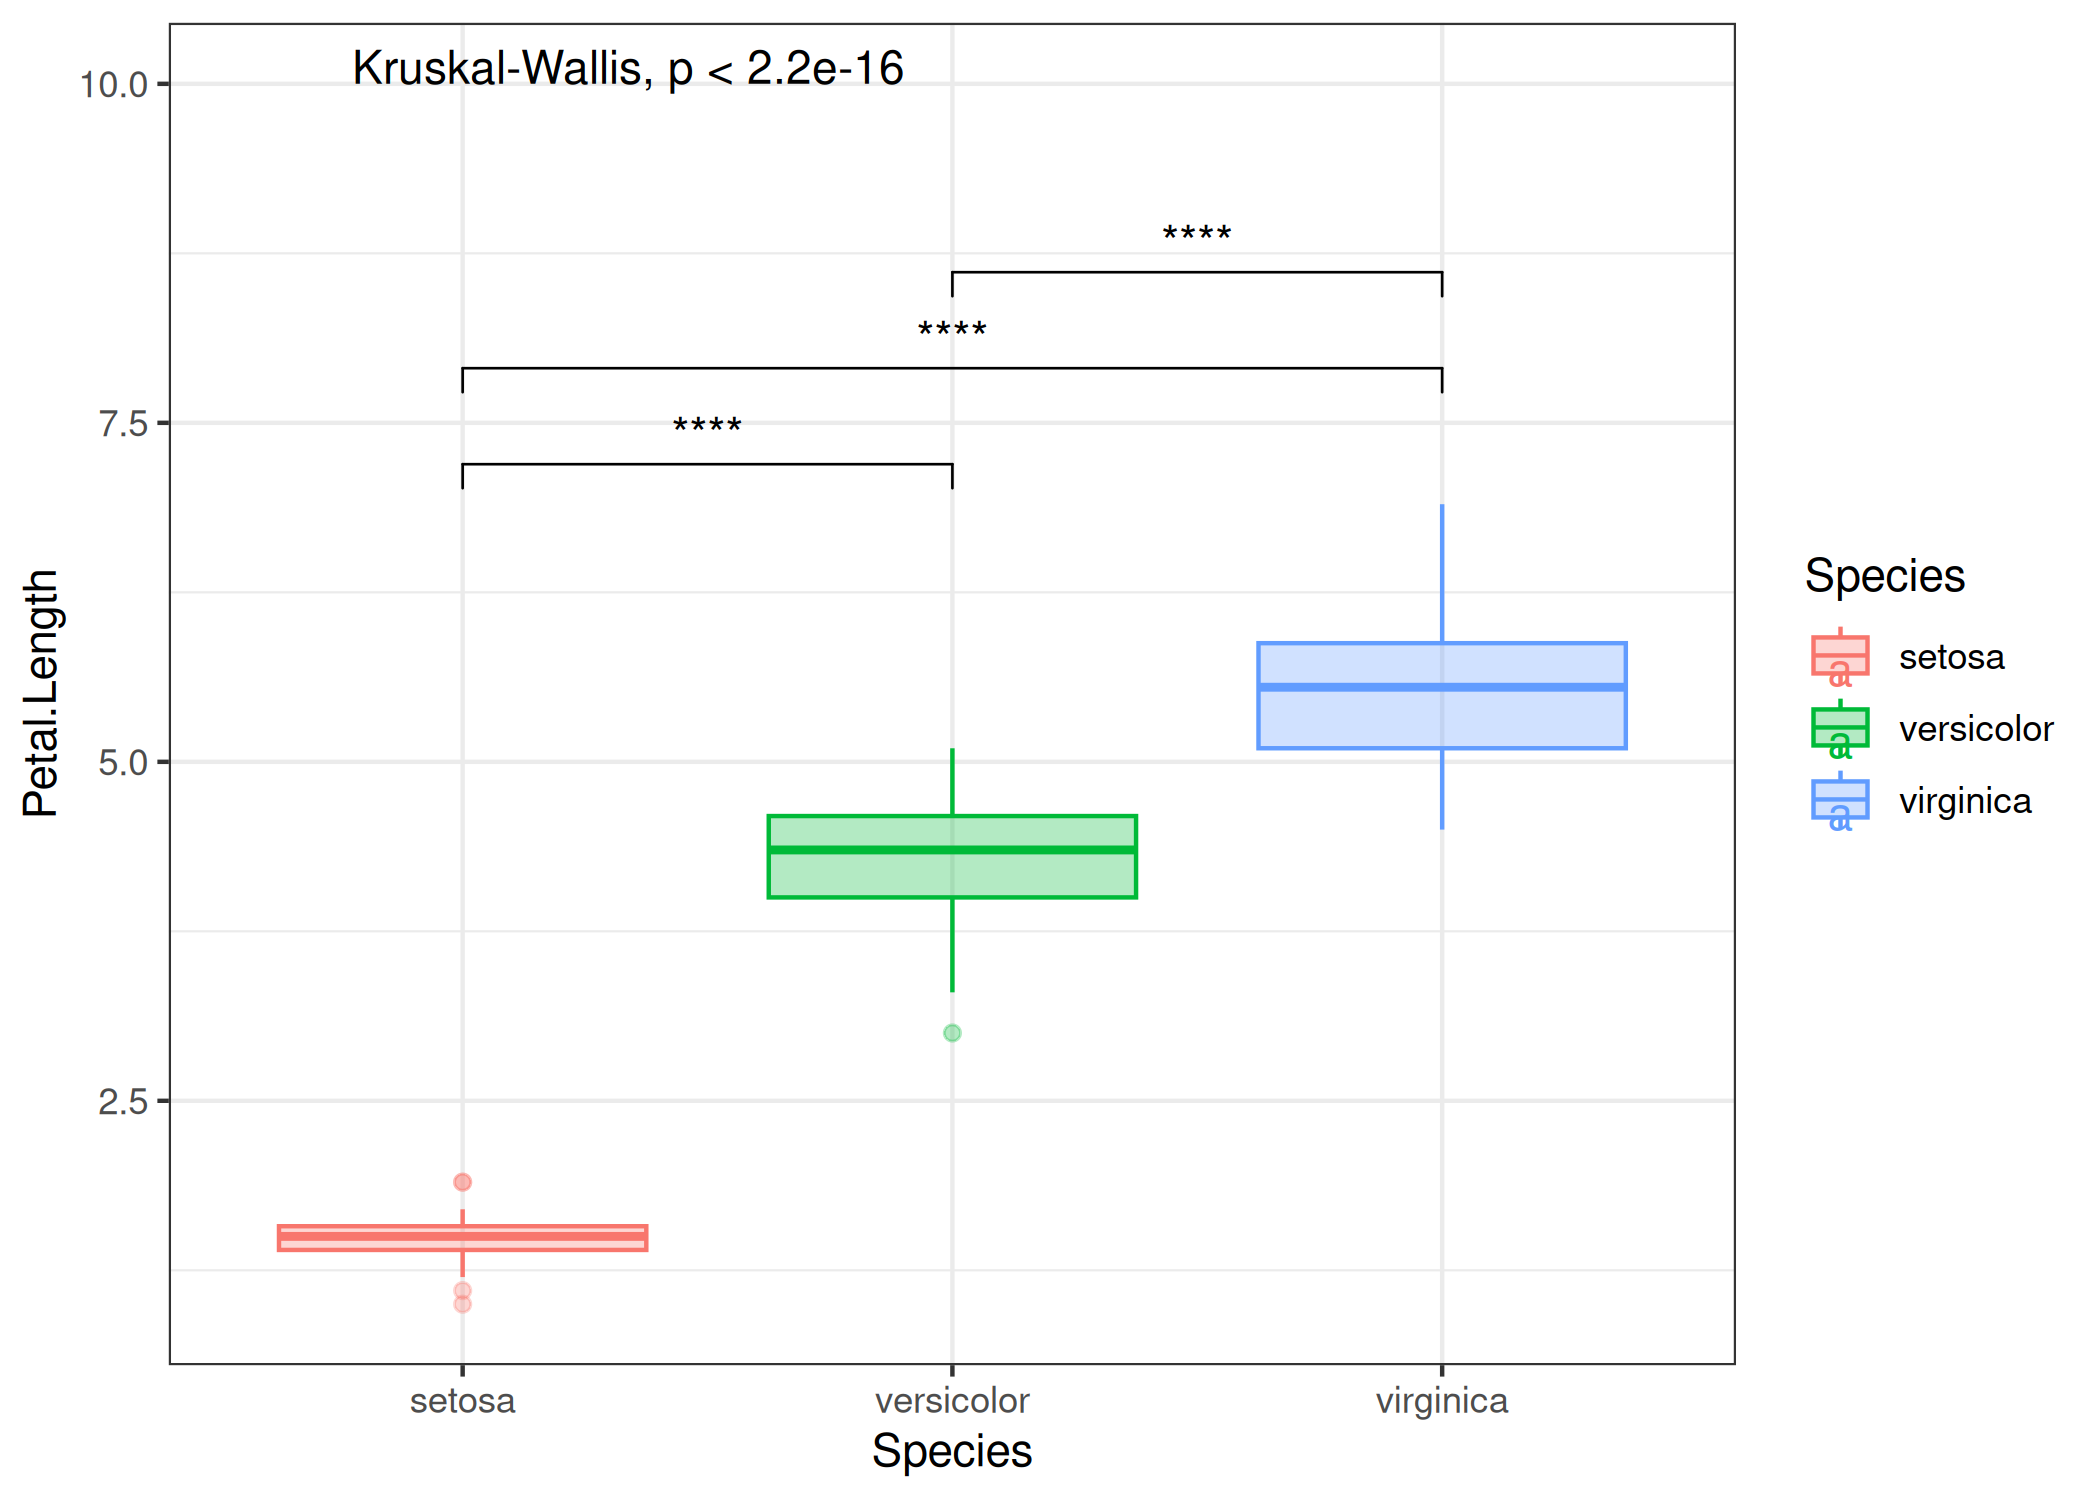 Kruskal-Wallis, p < 2.2e-16
10.0
7.5
5.0
2.5
Petal.Length
****
****
****
setosa
versicolor
virginica
Species
Species
a setosa
a versicolor
a virginica